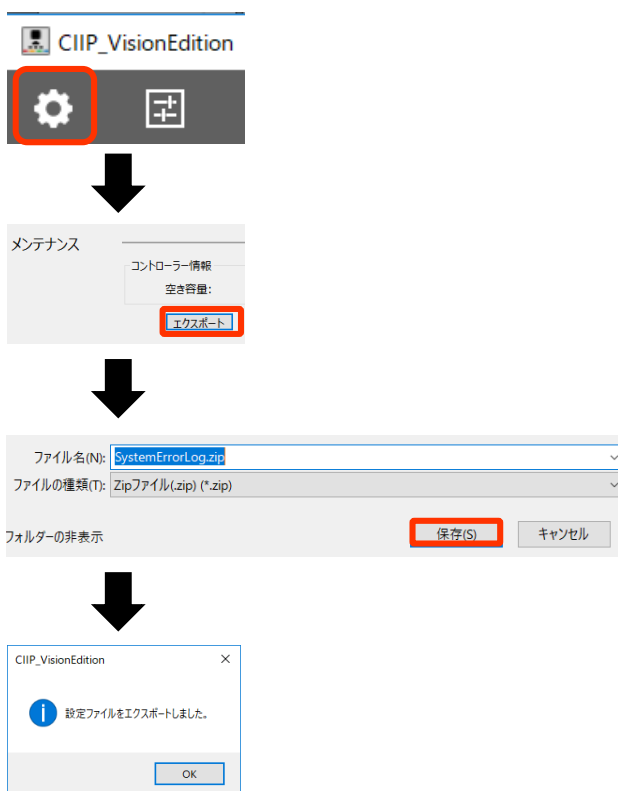 CIIP_VisionEdition
メンテナンス
コントローラー情報
空き容量:
エクスポート
ファイル名(N): SystemErrorLog.zip
ファイルの種類(T): Zipファイル(.zip) (*.zip)
フォルダーの非表示 保存(S) キャンセル
CIIP_VisionEdition
設定ファイルをエクスポートしました。
OK